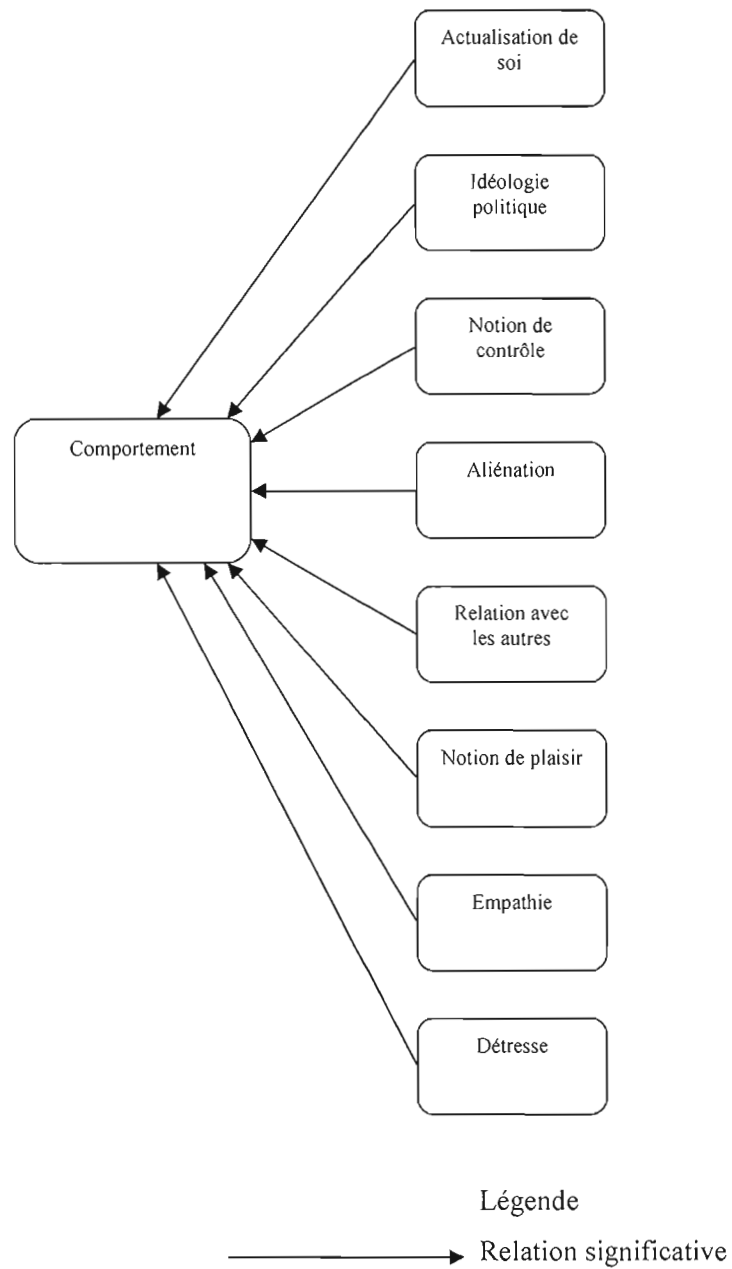 Actualisation de
soi
Idéologie
politique
Notion de
contrôle
Comportement
Aliénation
Relation avec
les autres
Notion de plaisir
Empathie
Détresse
Légende
Relation significative